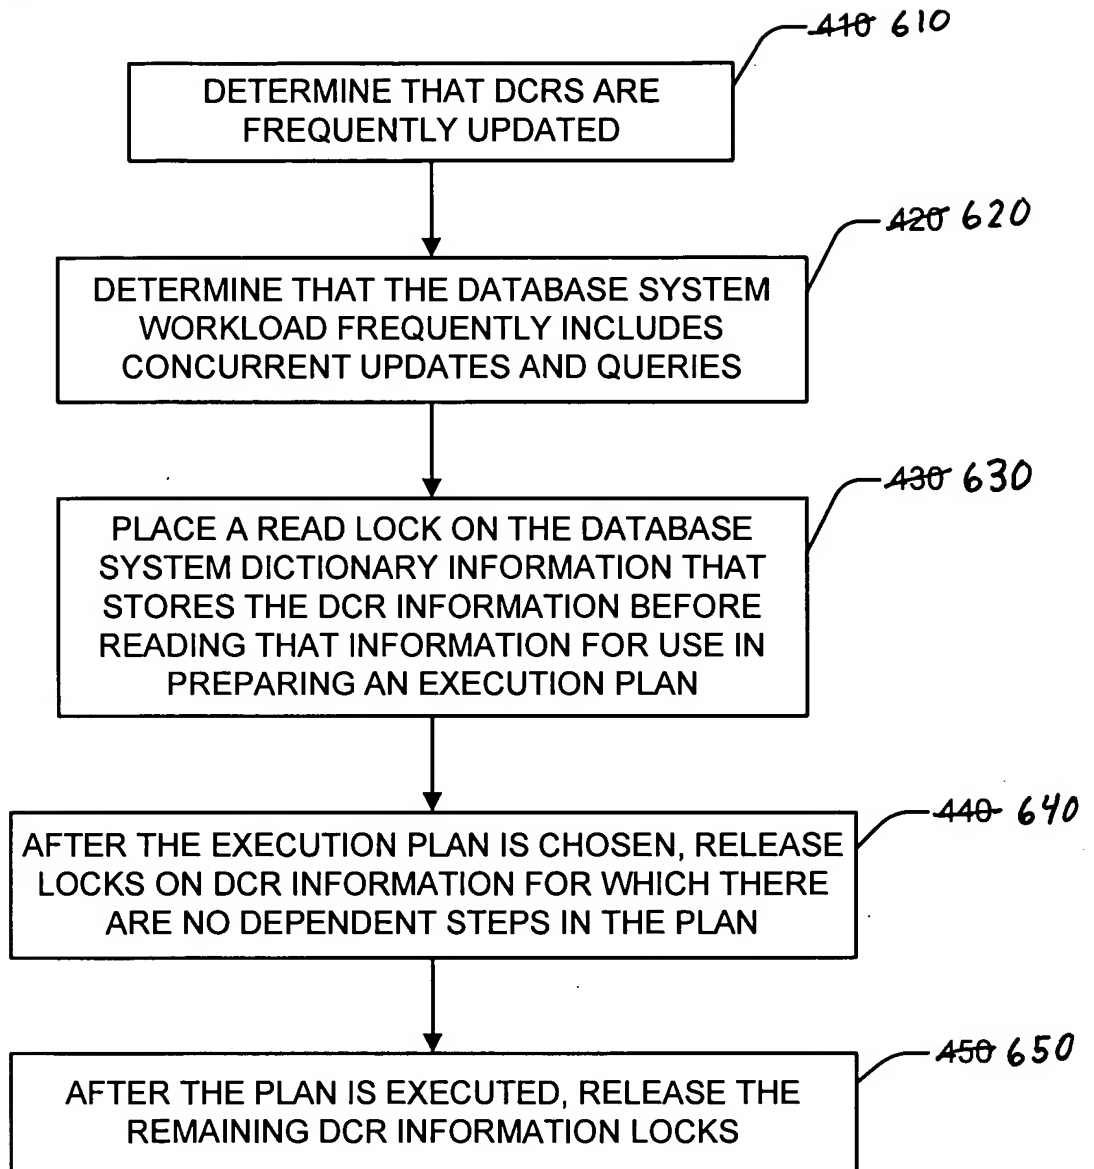 410 610
DETERMINE THAT DCRS ARE
FREQUENTLY UPDATED
420 620
DETERMINE THAT THE DATABASE SYSTEM
WORKLOAD FREQUENTLY INCLUDES
CONCURRENT UPDATES AND QUERIES
430 630
PLACE A READ LOCK ON THE DATABASE
SYSTEM DICTIONARY INFORMATION THAT
STORES THE DCR INFORMATION BEFORE
READING THAT INFORMATION FOR USE IN
PREPARING AN EXECUTION PLAN
440 640
AFTER THE EXECUTION PLAN IS CHOSEN, RELEASE
LOCKS ON DCR INFORMATION FOR WHICH THERE
ARE NO DEPENDENT STEPS IN THE PLAN
450 650
AFTER THE PLAN IS EXECUTED, RELEASE THE
REMAINING DCR INFORMATION LOCKS